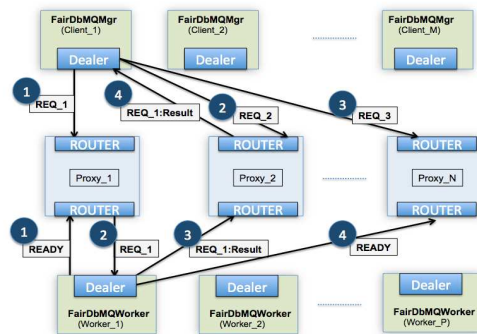 FairDbMQMgr
(Client_1)
Dealer
FairDbMQMgr
(Client_2)
Dealer
FairDbMQMgr
(Client_M)
Dealer
1
REQ_1
4
REQ_1:Result
2
REQ_2
3
REQ_3
ROUTER
Proxy_1
ROUTER
ROUTER
Proxy_2
ROUTER
ROUTER
Proxy_N
ROUTER
1
READY
2
REQ_1
3
REQ_1:Result
4
READY
Dealer
FairDbMQWorker
(Worker_1)
Dealer
FairDbMQWorker
(Worker_2)
Dealer
FairDbMQWorker
(Worker_P)